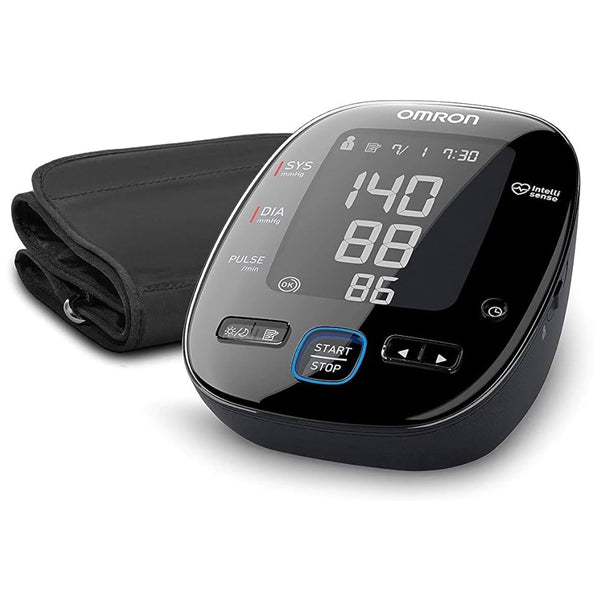 OMRON
7/ 1 7:30
SYS
mmHg
140
Intelli
sense
DIA
mmHg
88
PULSE
/min
86
OK
START
STOP